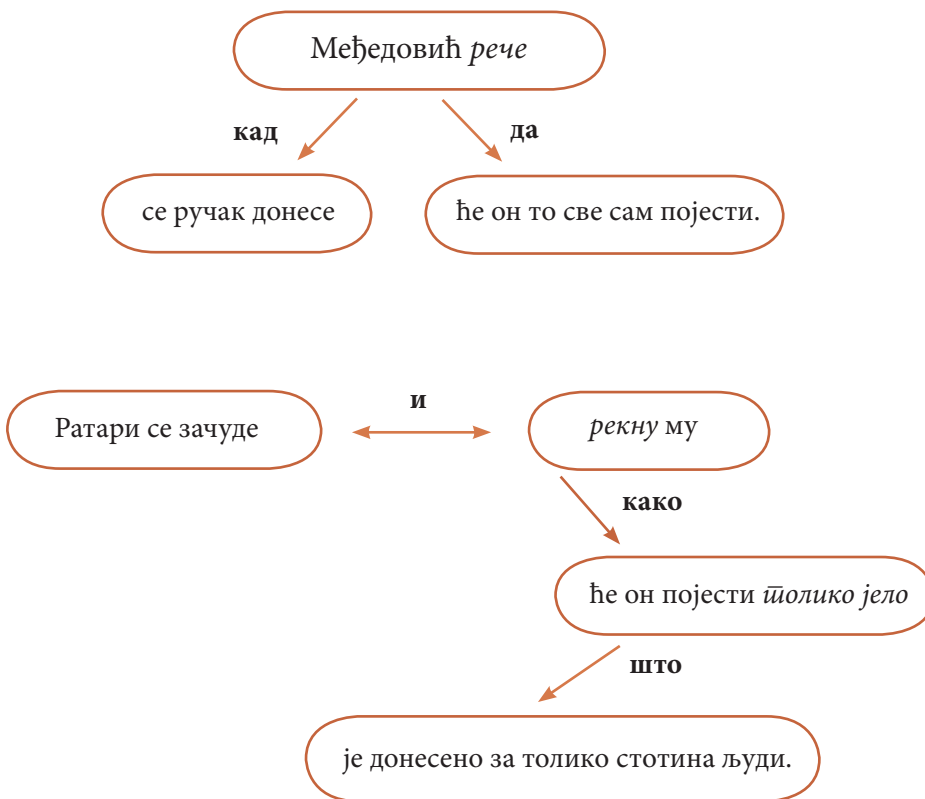 Међедовић рече
кад
да
се ручак донесе
ће он то све сам појести.
и
Ратари се зачуде
рекну му
како
ће он појести толико јело
што
је донесено за толико стотина људи.